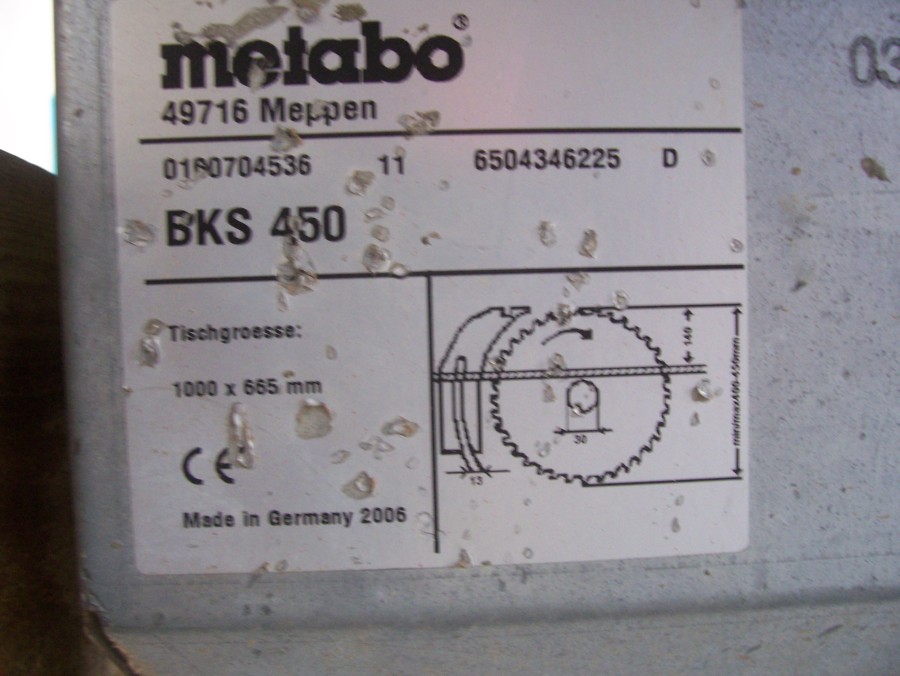 metabo®
49716 Meppen
0160704536 11 6504346225 D
BKS 450
Tischgroesse:
1000 x 665 mm
CE
Made in Germany 2006
140
30
13
03